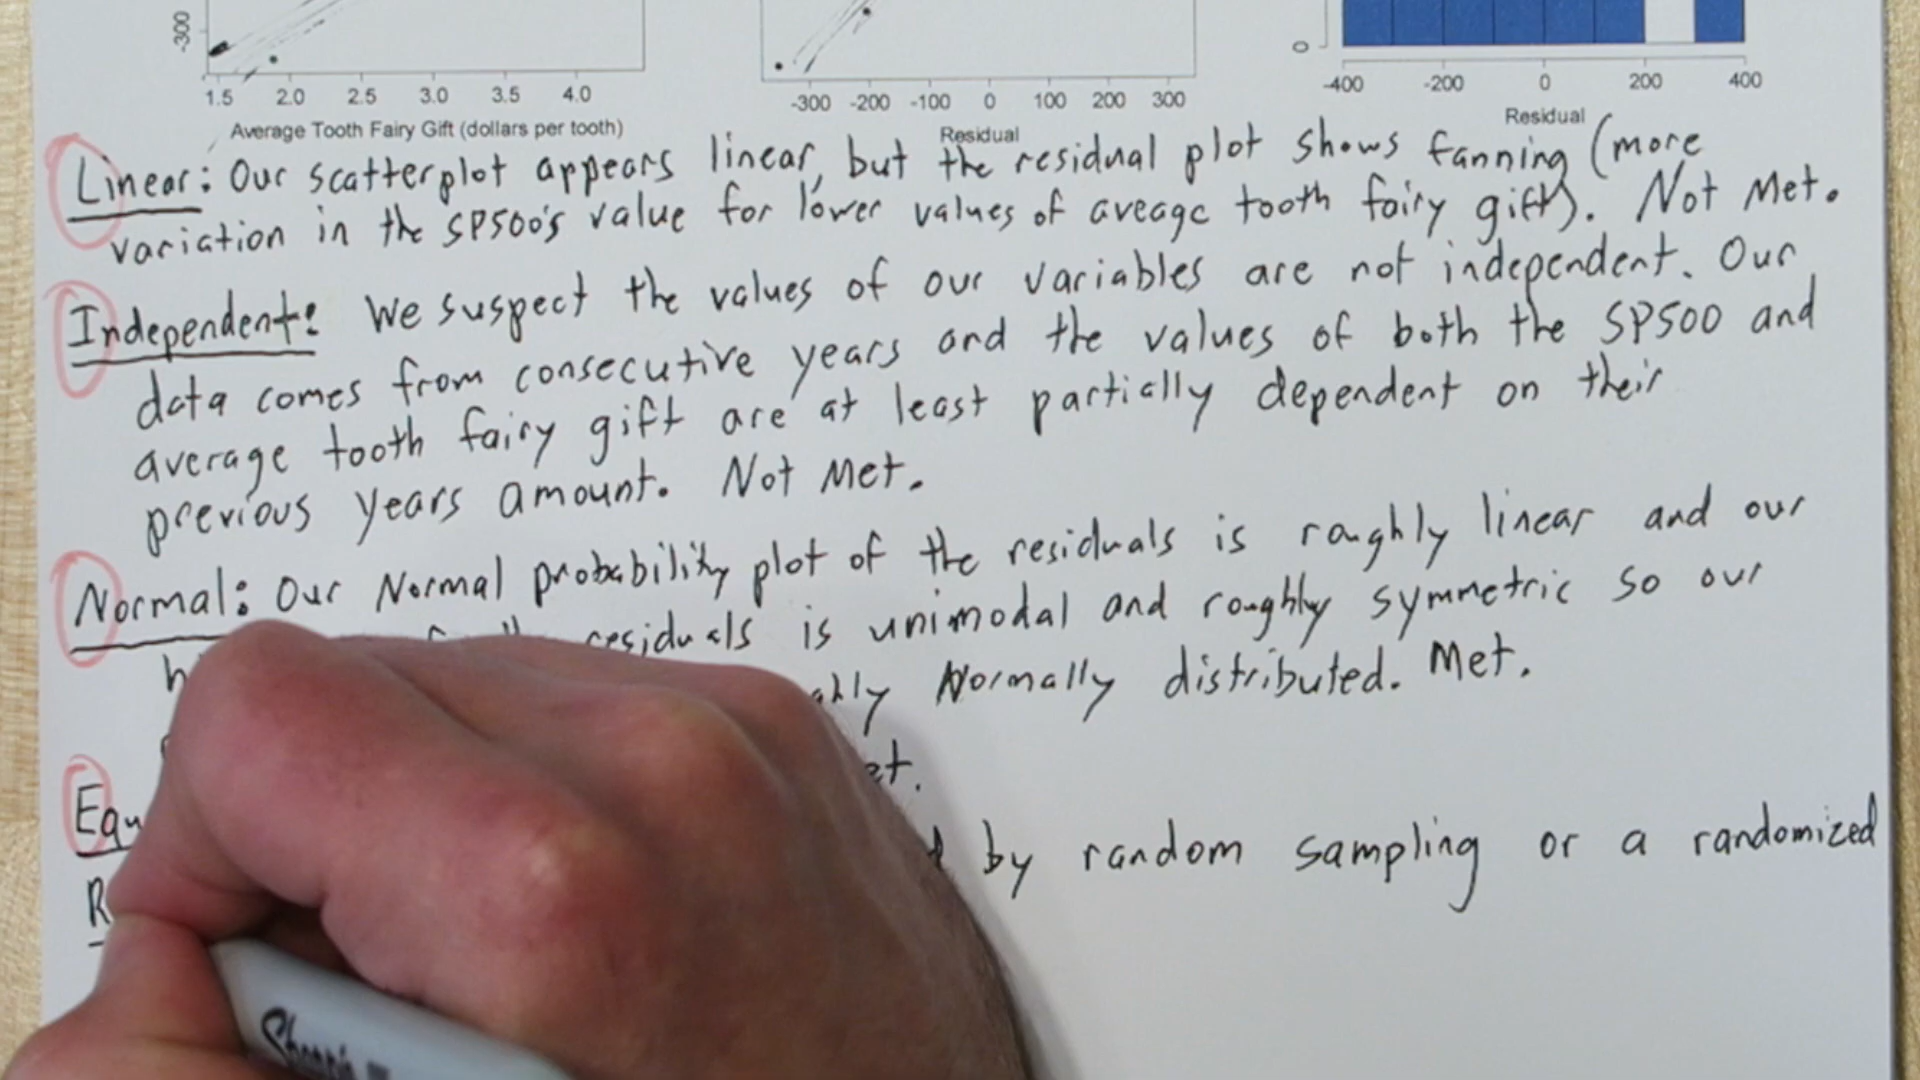 -300
1.5 2.0 2.5 3.0 3.5 4.0
Average Tooth Fairy Gift (dollars per tooth)
-300 -200 -100 0 100 200 300
Residual
0
-400 -200 0 200 400
Residual
Linear: Our scatterplot appears linear, but the residual plot shows fanning (more
variation in the SP500's value for lower values of aveage tooth fairy gift). Not Met.
Independent: We suspect the values of our variables are not independent. Our
data comes from consecutive years and the values of both the SP500 and
average tooth fairy gift are at least partially dependent on their
previous years amount. Not Met.
Normal: Our Normal probability plot of the residuals is roughly linear and our
residuals is unimodal and roughly symmetric so our
Normally distributed. Met.
by random sampling or a randomized
Sharpie